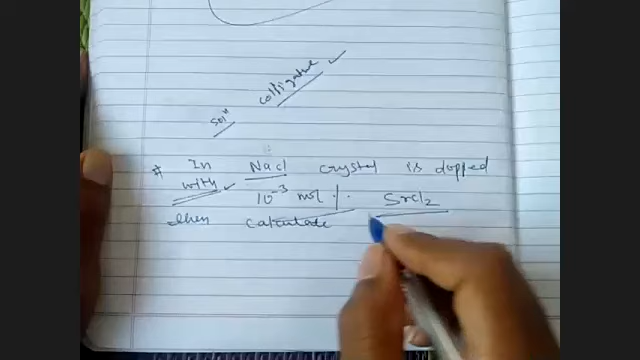 colligative
soln
# In NaCl crystal is dopped
with 10-3 mol % SrCl2
then calculate